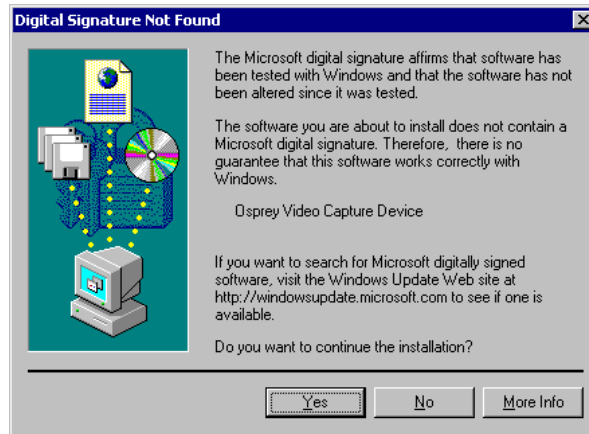 Digital Signature Not Found
The Microsoft digital signature affirms that software has
been tested with Windows and that the software has not
been altered since it was tested.
The software you are about to install does not contain a
Microsoft digital signature. Therefore, there is no
guarantee that this software works correctly with
Windows.
Osprey Video Capture Device
If you want to search for Microsoft digitally signed
software, visit the Windows Update Web site at
http://windowsupdate.microsoft.com to see if one is
available.
Do you want to continue the installation?
Yes No More Info